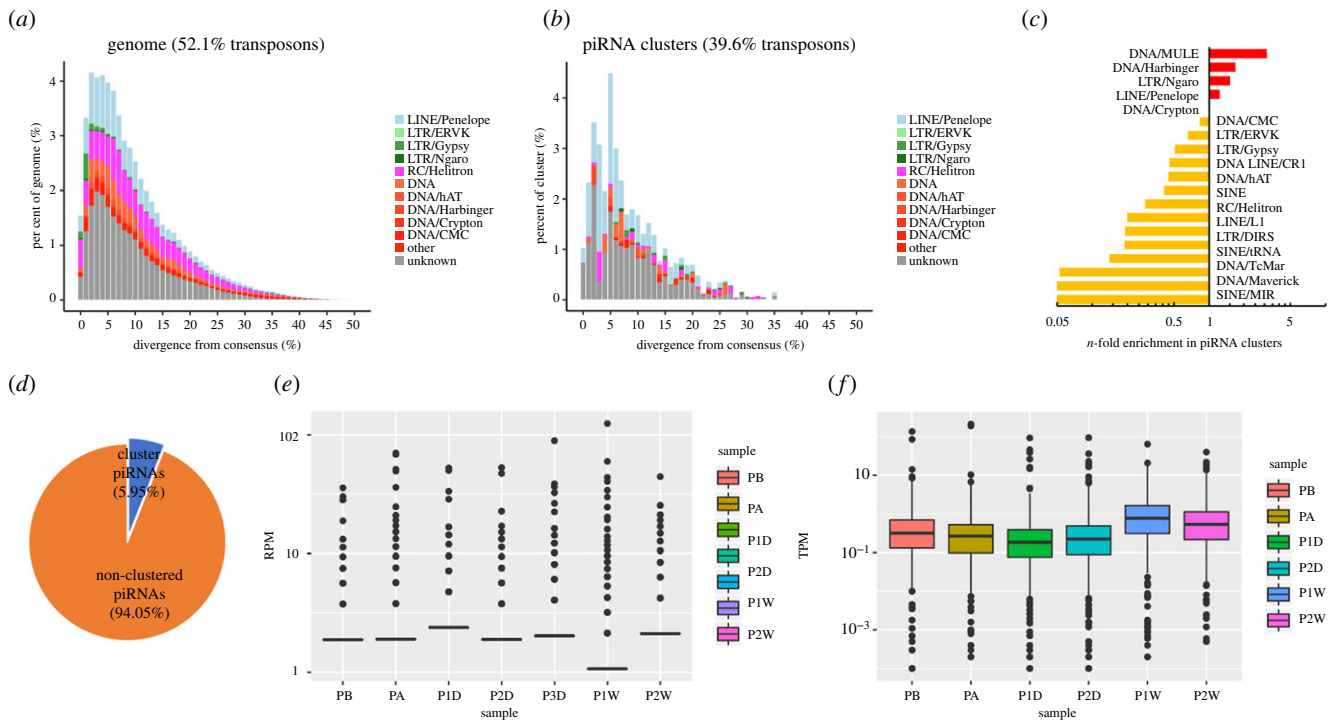 (a)
genome (52.1% transposons)
per cent of genome (%)
4
3
2
1
0
0 5 10 15 20 25 30 35 40 45 50
divergence from consensus (%)
LINE/Penelope
LTR/ERVK
LTR/Gypsy
LTR/Ngaro
RC/Helitron
DNA
DNA/hAT
DNA/Harbinger
DNA/Crypton
DNA/CMC
other
unknown
(b)
piRNA clusters (39.6% transposons)
percent of cluster (%)
4
3
2
1
0
0 5 10 15 20 25 30 35 40 45 50
divergence from consensus (%)
LINE/Penelope
LTR/ERVK
LTR/Gypsy
LTR/Ngaro
RC/Helitron
DNA
DNA/hAT
DNA/Harbinger
DNA/Crypton
DNA/CMC
other
unknown
(c)
DNA/MULE
DNA/Harbinger
LTR/Ngaro
LINE/Penelope
DNA/Crypton
DNA/CMC
LTR/ERVK
LTR/Gypsy
DNA LINE/CR1
DNA/hAT
SINE
RC/Helitron
LINE/L1
LTR/DIRS
SINE/tRNA
DNA/TcMar
DNA/Maverick
SINE/MIR
0.05 0.5 1 5
n-fold enrichment in piRNA clusters
(d)
cluster
piRNAs
(5.95%)
non-clustered
piRNAs
(94.05%)
(e)
RPM
102
10
1
PB PA P1D P2D P3D P1W P2W
sample
sample
PB
PA
P1D
P2D
P1W
P2W
P1D
P2D
P1W
P2W
(f)
TPM
10
10−1
10−3
PB PA P1D P2D P1W P2W
sample
sample
PB
PA
P1D
P2D
P1W
P2W